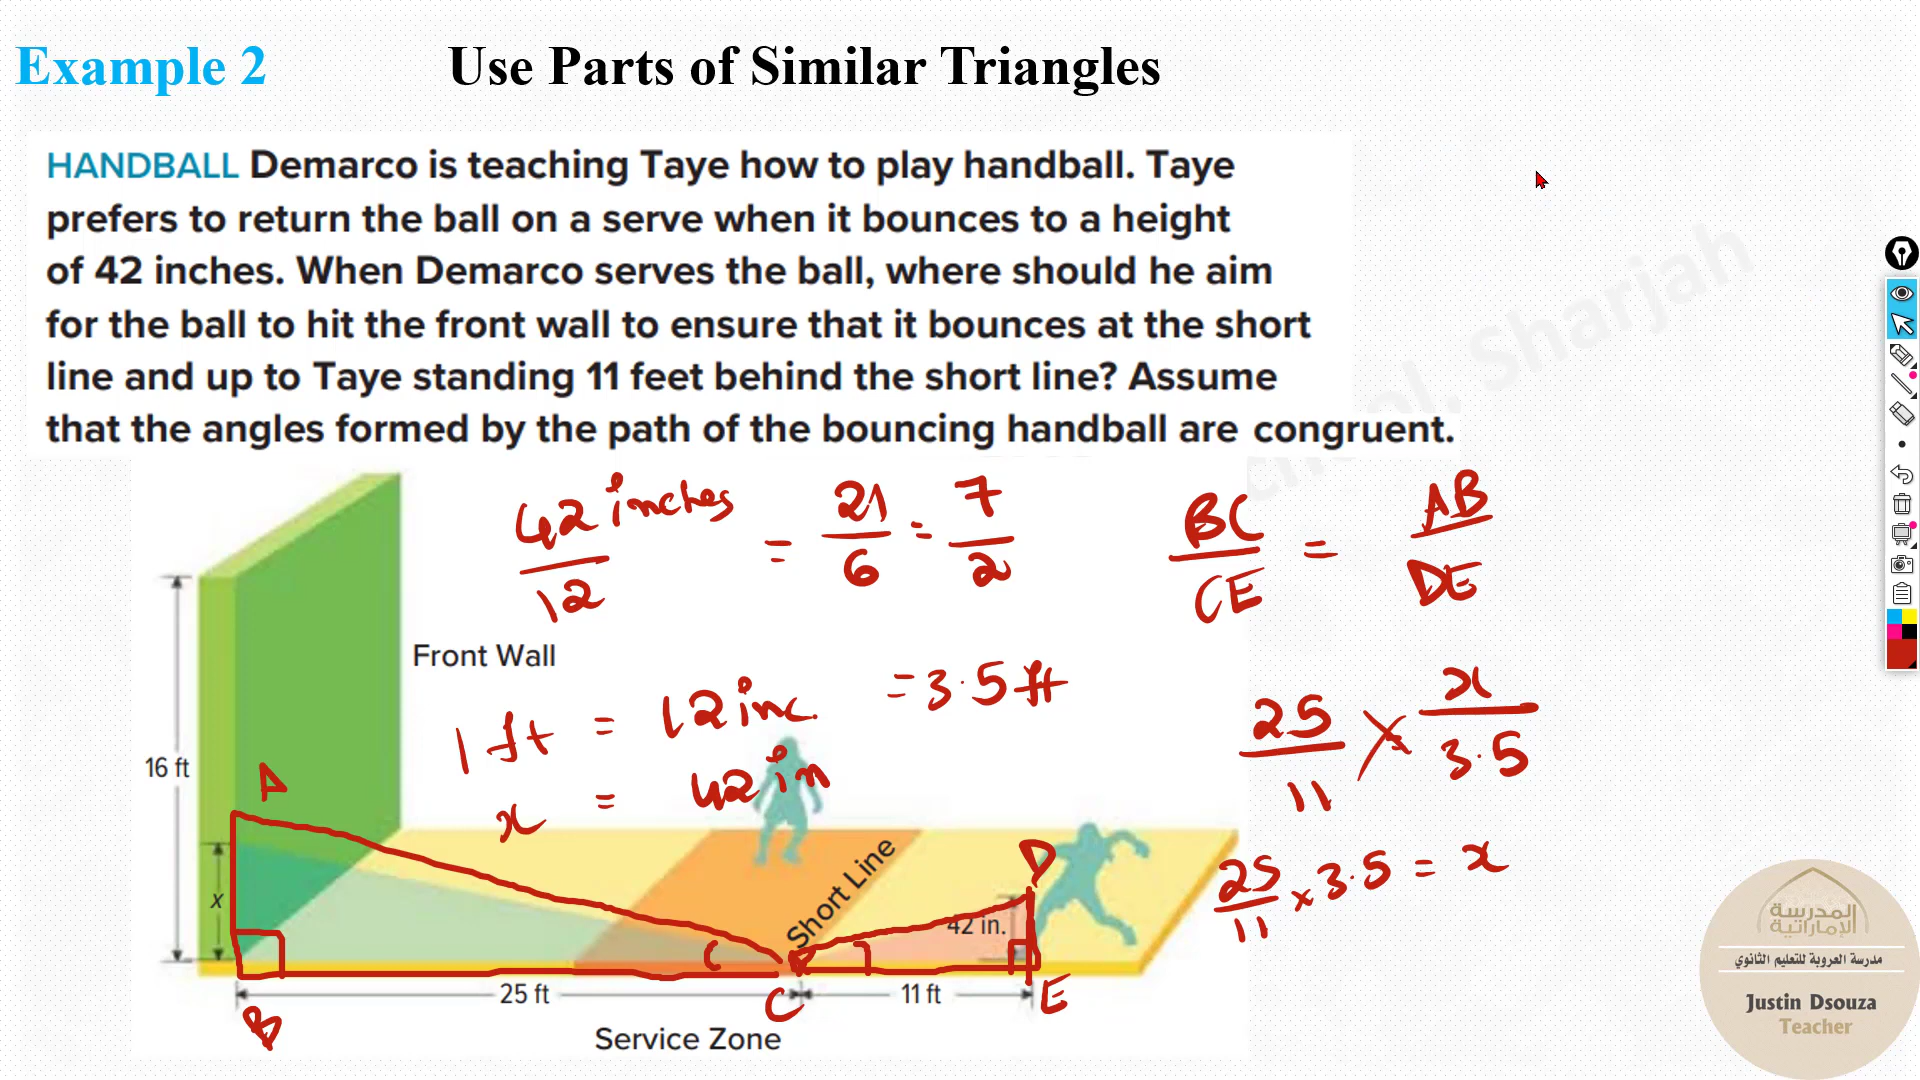 Example 2
Use Parts of Similar Triangles
HANDBALL Demarco is teaching Taye how to play handball. Taye
prefers to return the ball on a serve when it bounces to a height
of 42 inches. When Demarco serves the ball, where should he aim
for the ball to hit the front wall to ensure that it bounces at the short
line and up to Taye standing 11 feet behind the short line? Assume
that the angles formed by the path of the bouncing handball are congruent.
Sharjah
42 inches / 12 = 21 / 6 = 7 / 2
= 3.5 ft
1 ft = 12 inc.
x = 42 in
BC / CE = AB / DE
25 / 11 x / 3.5
25 / 11 × 3.5 = x
Front Wall
16 ft
A
x
Short Line
D
42 in.
B
25 ft
C
11 ft
E
Service Zone
المدرسة
الإماراتية
مدرسة العروبة للتعليم الثانوي
Justin Dsouza
Teacher